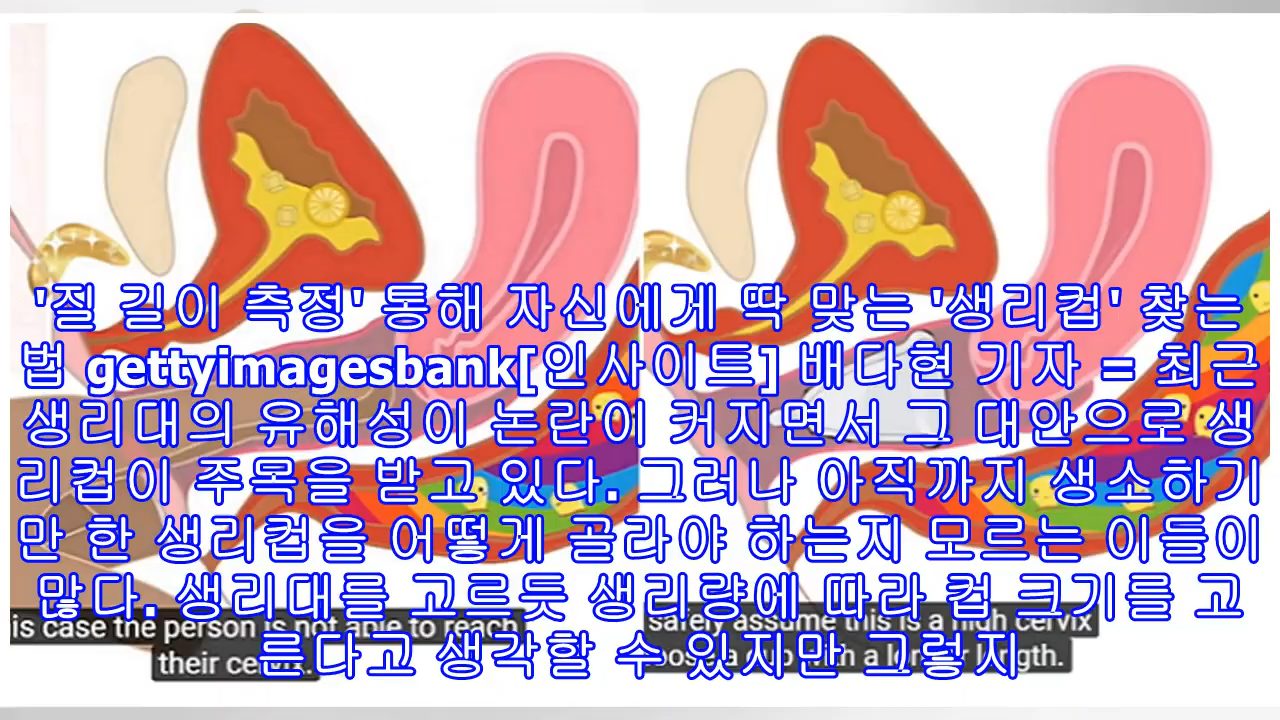 '질 길이 측정' 통해 자신에게 딱 맞는 '생리컵' 찾는
법 gettyimagesbank[인사이트] 배다현 기자 = 최근
생리대의 유해성이 논란이 커지면서 그 대안으로 생
리컵이 주목을 받고 있다. 그러나 아직까지 생소하기
만 한 생리컵을 어떻게 골라야 하는지 모르는 이들이
많다. 생리대를 고르듯 생리량에 따라 컵 크기를 고
른다고 생각할 수 있지만 그렇지
is case the person is not able to reach
their cervix.
safely assume this is a high cervix
a cup with a longer length.